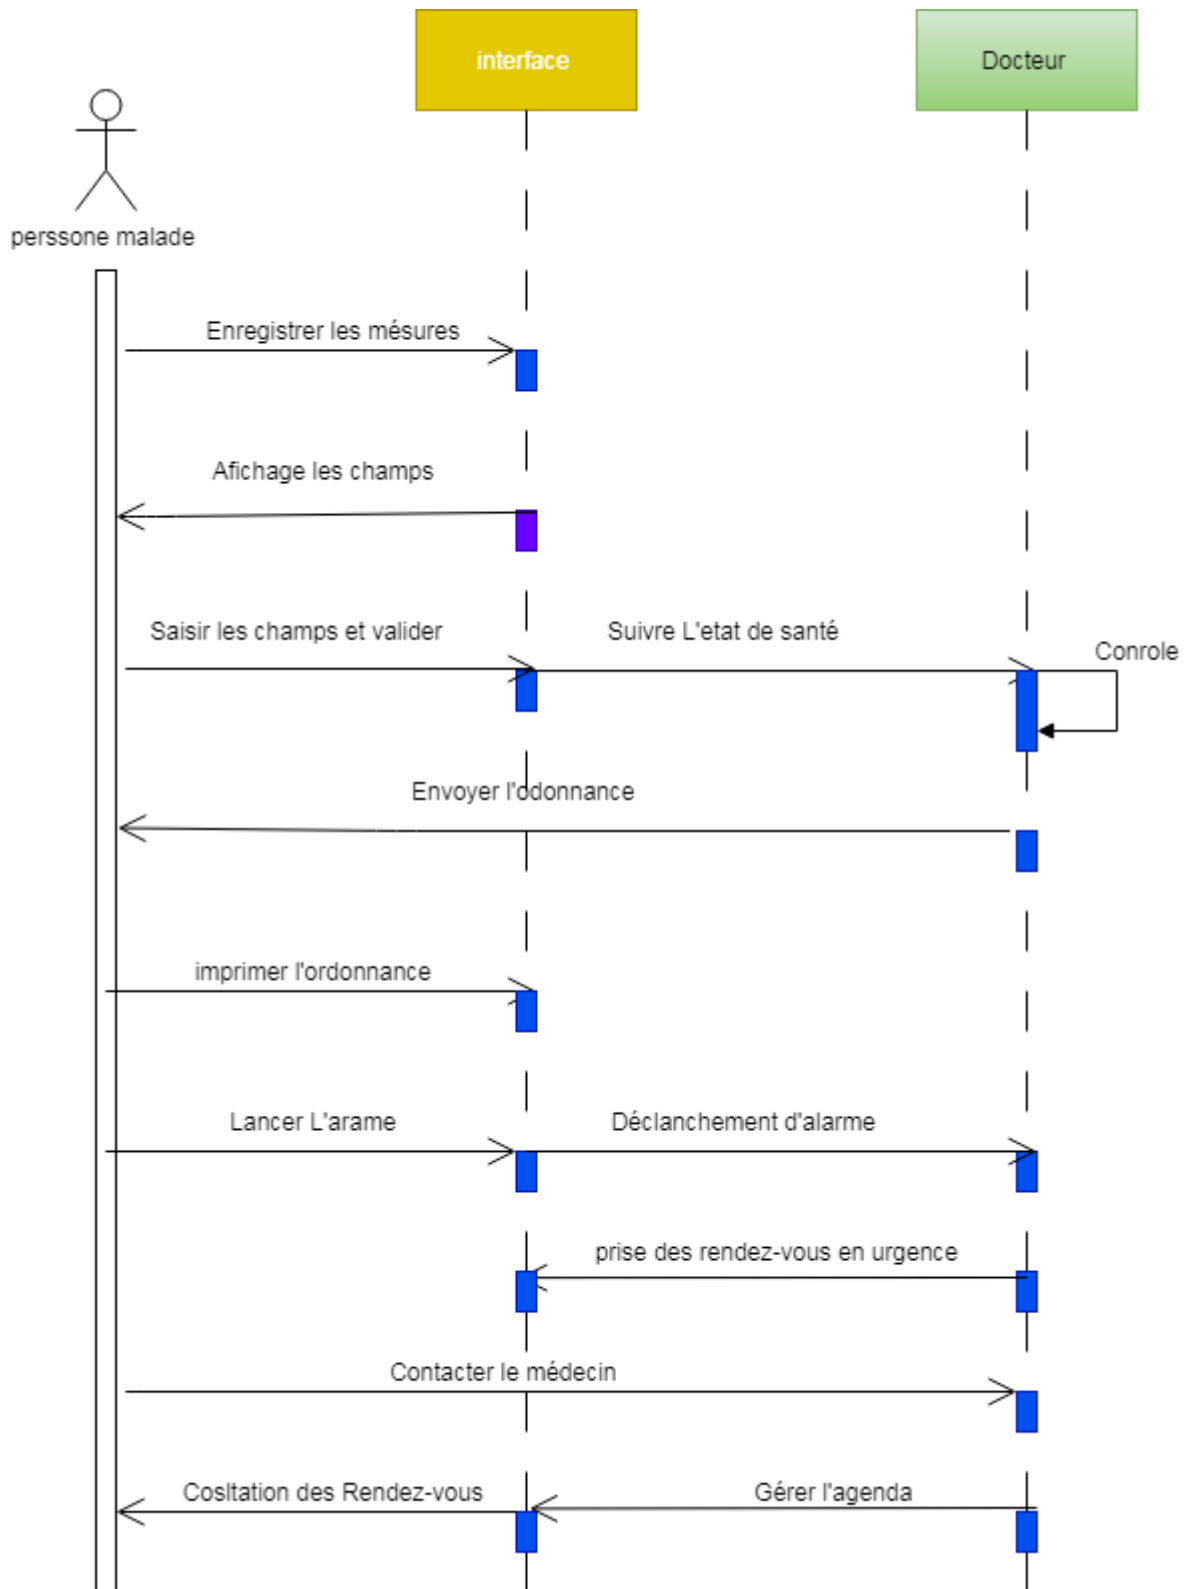 interface
Docteur
perssone malade
Enregistrer les mésures
Afichage les champs
Saisir les champs et valider
Suivre L'etat de santé
Conrole
Envoyer l'odonnance
imprimer l'ordonnance
Lancer L'arame
Déclanchement d'alarme
prise des rendez-vous en urgence
Contacter le médecin
Cosltation des Rendez-vous
Gérer l'agenda